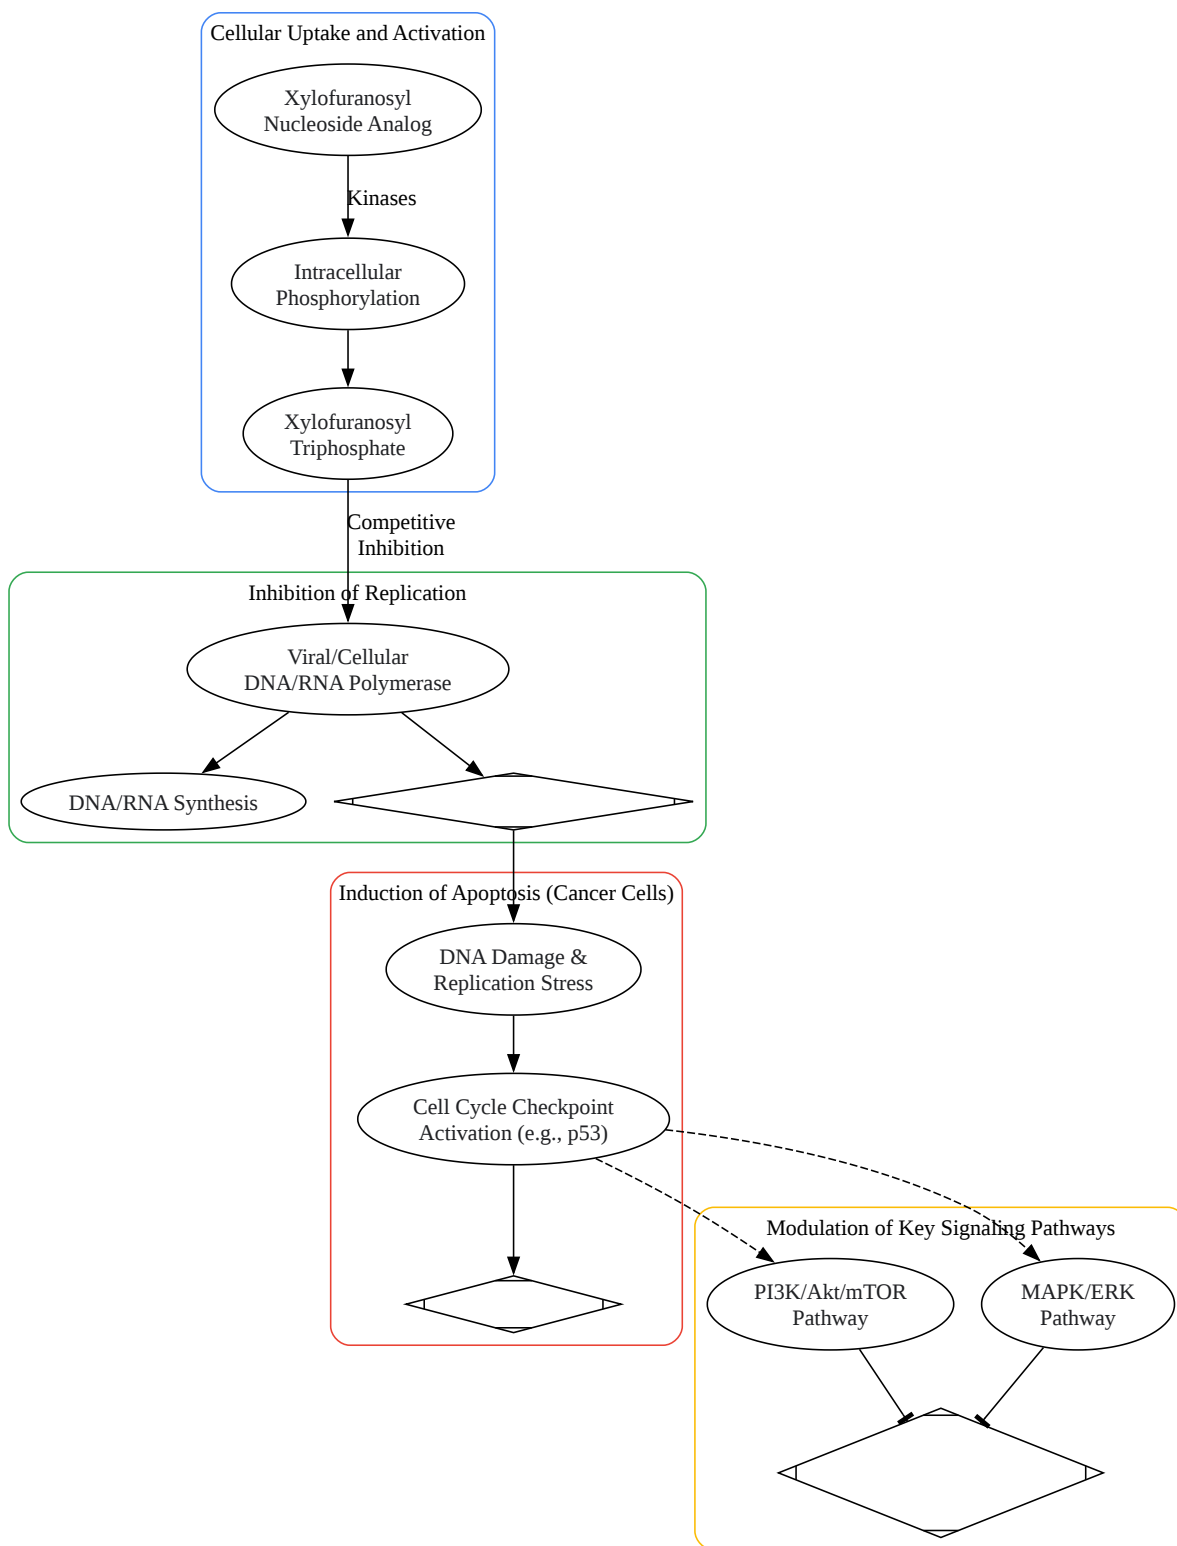 Cellular Uptake and Activation
Xylofuranosyl
Nucleoside Analog
Kinases
Intracellular
Phosphorylation
Xylofuranosyl
Triphosphate
Competitive
Inhibition
Inhibition of Replication
Viral/Cellular
DNA/RNA Polymerase
DNA/RNA Synthesis
Induction of Apoptosis (Cancer Cells)
DNA Damage &
Replication Stress
Cell Cycle Checkpoint
Activation (e.g., p53)
Modulation of Key Signaling Pathways
PI3K/Akt/mTOR
Pathway
MAPK/ERK
Pathway